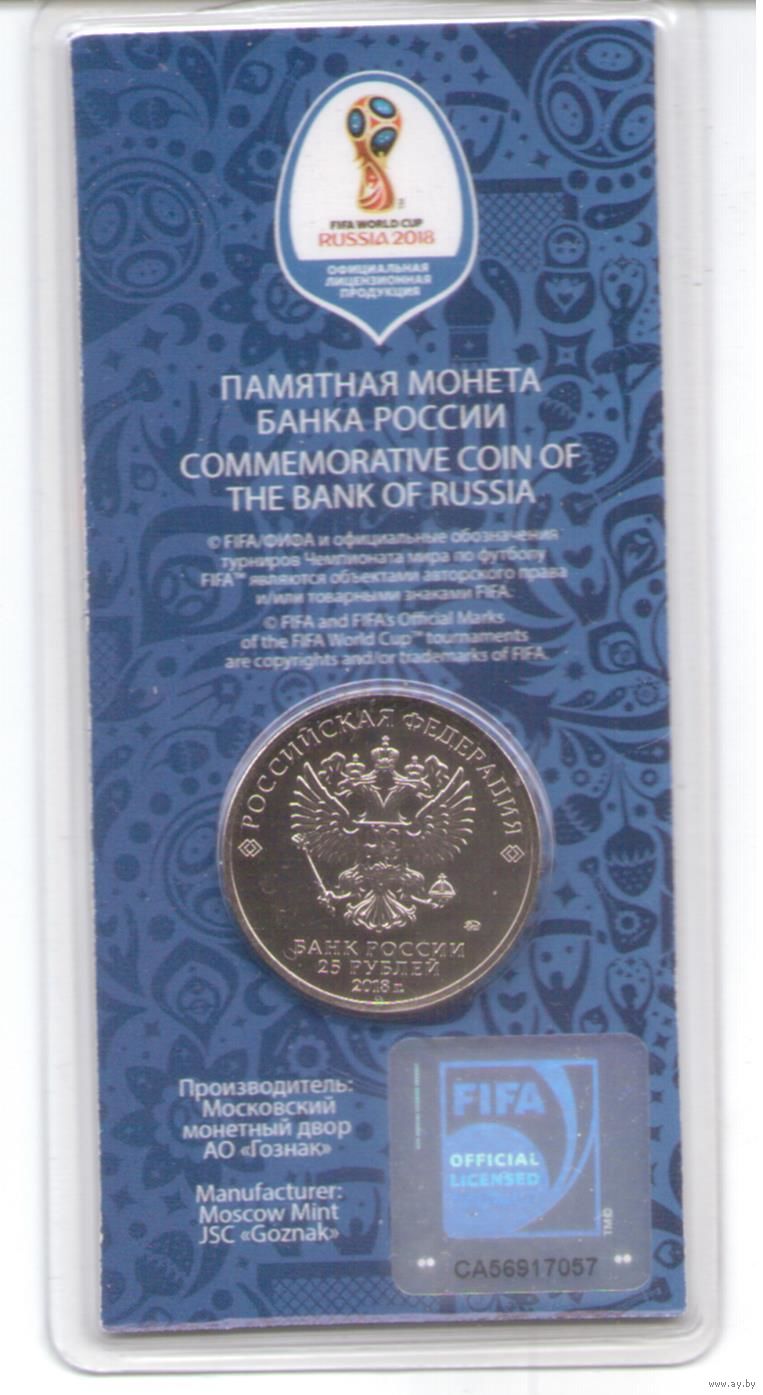 FIFA WORLD CUP
RUSSIA 2018
ОФИЦИАЛЬНАЯ
ЛИЦЕНЗИОННАЯ
ПРОДУКЦИЯ
ПАМЯТНАЯ МОНЕТА
БАНКА РОССИИ
COMMEMORATIVE COIN OF
THE BANK OF RUSSIA
© FIFA/ФИФА и официальные обозначения
турниров Чемпионата мира по футболу
FIFA™ являются объектами авторского права
и/или товарными знаками FIFA.
© FIFA and FIFA's Official Marks
of the FIFA World Cup™ tournaments
are copyrights and/or trademarks of FIFA.
РОССИЙСКАЯ ФЕДЕРАЦИЯ
БАНК РОССИИ
25 РУБЛЕЙ
2018 г.
Производитель:
Московский
монетный двор
АО «Гознак»
Manufacturer:
Moscow Mint
JSC «Goznak»
FIFA
OFFICIAL
LICENSED
CA56917057
www.ay.by